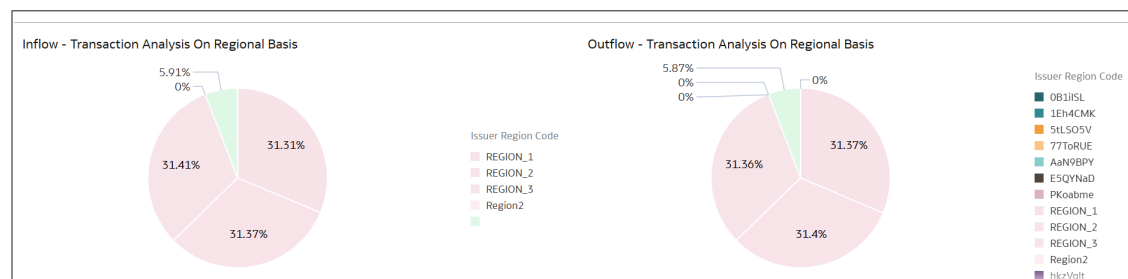 Inflow - Transaction Analysis On Regional Basis
5.91%
0%
31.31%
31.41%
31.37%
Issuer Region Code
REGION_1
REGION_2
REGION_3
Region2
Outflow - Transaction Analysis On Regional Basis
5.87%
0%
0%
0%
31.37%
31.36%
31.4%
Issuer Region Code
0B1iISL
1Eh4CMK
5tLSO5V
77ToRUE
AaN9BPY
E5QYNaD
PKoabme
REGION_1
REGION_2
REGION_3
Region2